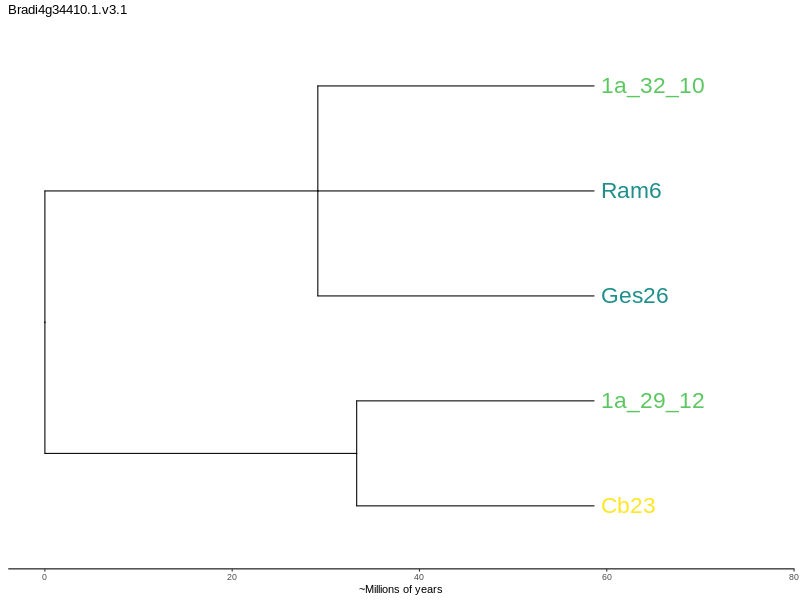 Bradi4g34410.1.v3.1
1a_32_10
Ram6
Ges26
1a_29_12
Cb23
0 20 40 60 80
~Millions of years